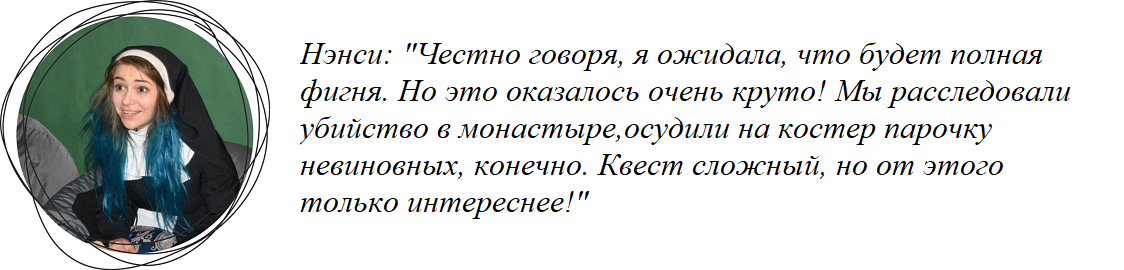 Нэнси: "Честно говоря, я ожидала, что будет полная
фигня. Но это оказалось очень круто! Мы расследовали
убийство в монастыре,осудили на костер парочку
невиновных, конечно. Квест сложный, но от этого
только интереснее!"